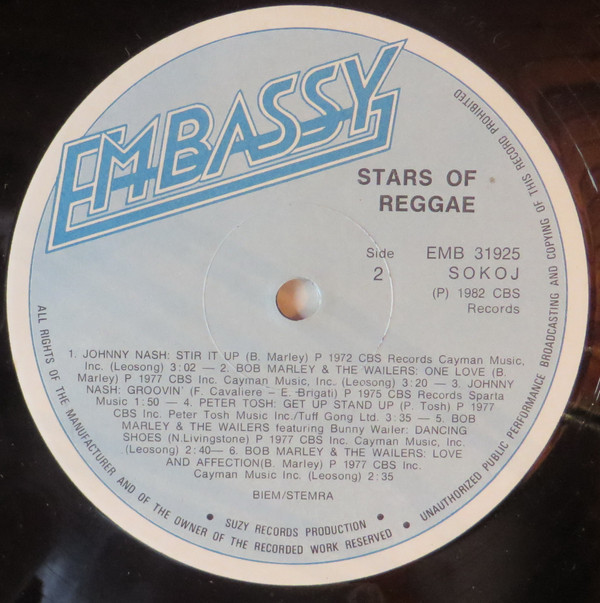 EMBASSY
STARS OF
REGGAE
Side
2
EMB 31925
SOKOJ
(P) 1982 CBS
Records
1. JOHNNY NASH: STIR IT UP (B. Marley) P 1972 CBS Records Cayman Music,
Inc. (Leosong) 3:02 — 2. BOB MARLEY & THE WAILERS: ONE LOVE (B.
Marley) P 1977 CBS Inc. Cayman Music, Inc. (Leosong) 3:20 — 3. JOHNNY
NASH: GROOVIN' (F. Cavaliere – E. Brigati) P 1975 CBS Records Sparta
Music 1:50 — 4. PETER TOSH: GET UP STAND UP (P. Tosh) P 1977
CBS Inc. Peter Tosh Music Inc./Tuff Gong Ltd. 3:35 — 5. BOB
MARLEY & THE WAILERS featuring Bunny Wailer: DANCING
SHOES (N.Livingstone) P 1977 CBS Inc. Cayman Music, Inc.
(Leosong) 2:40— 6. BOB MARLEY & THE WAILERS: LOVE
AND AFFECTION(B. Marley) P 1977 CBS Inc.
Cayman Music Inc. (Leosong) 2:35
BIEM/STEMRA
• SUZY RECORDS PRODUCTION •
ALL RIGHTS OF THE MANUFACTURER AND OF THE OWNER OF THE RECORDED WORK RESERVED • UNAUTHORIZED PUBLIC PERFORMANCE BROADCASTING AND COPYING OF THIS RECORD PROHIBITED